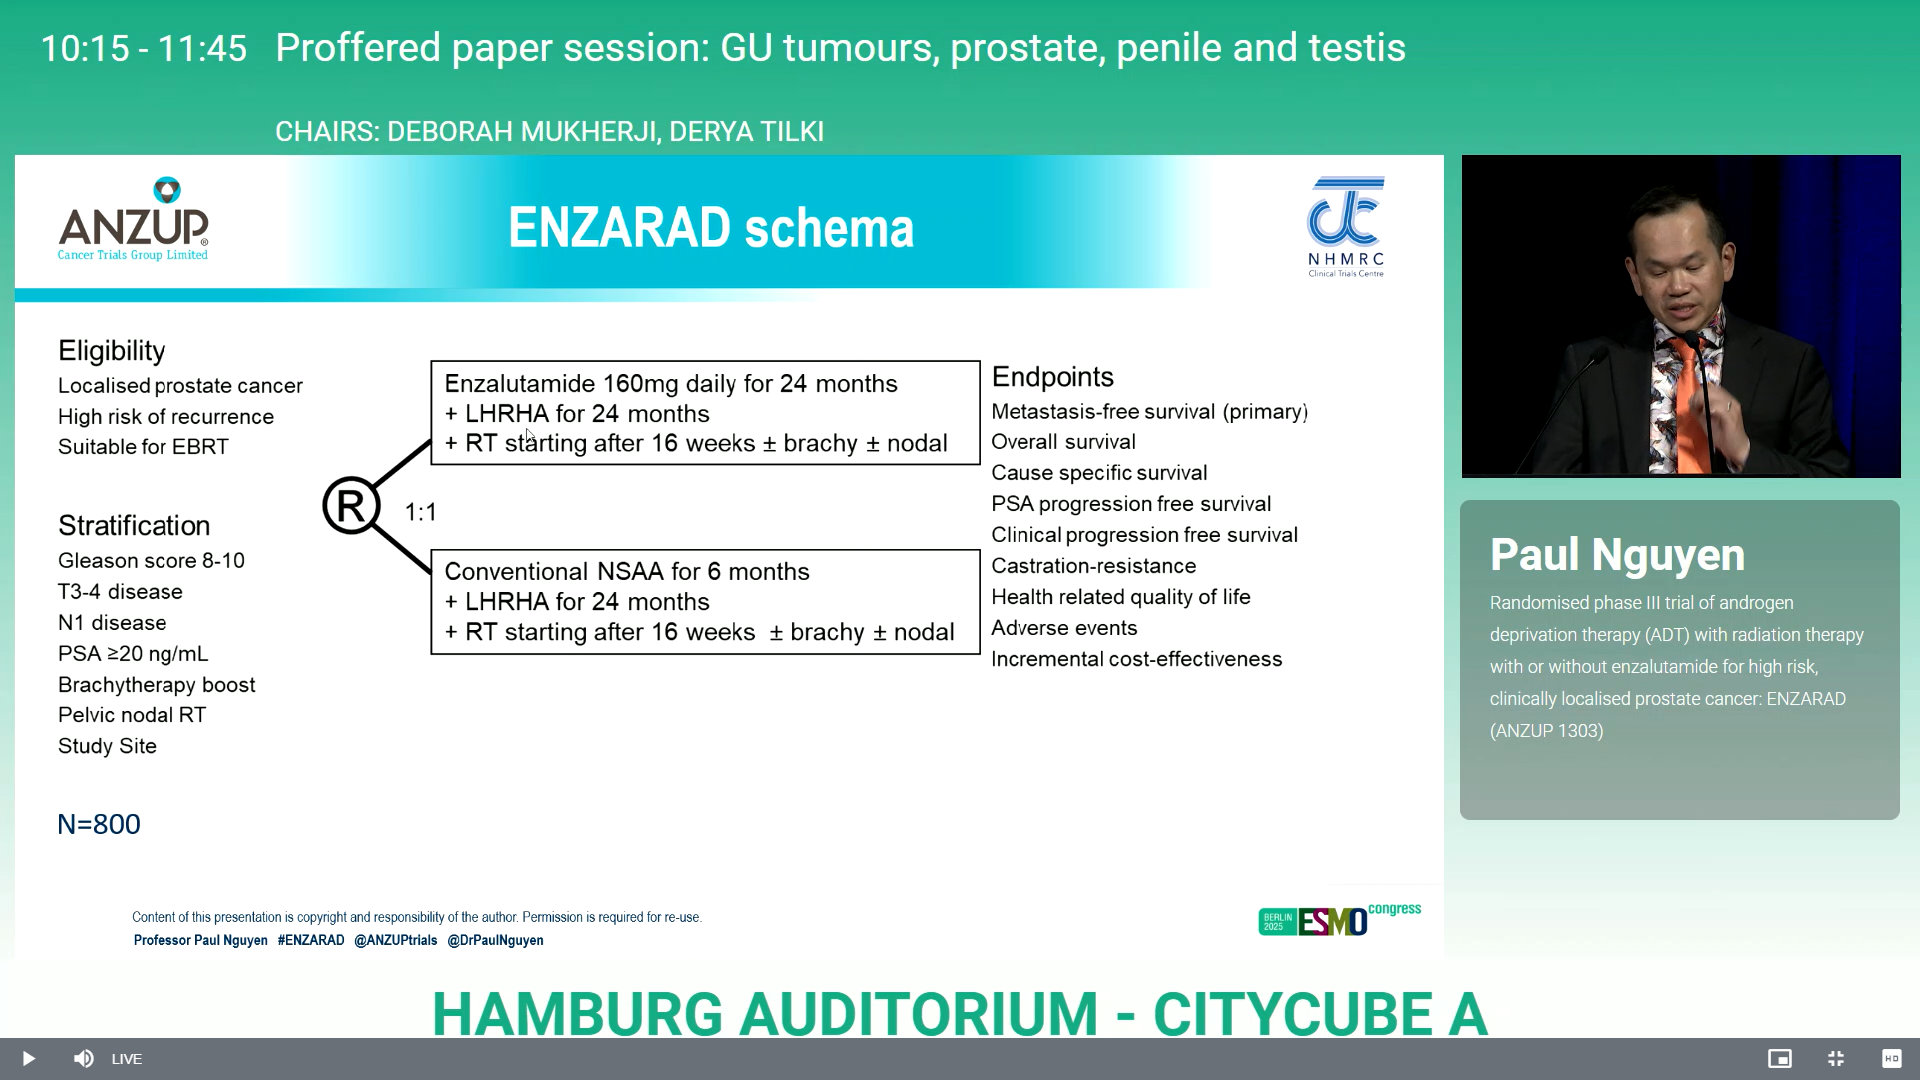 10:15 - 11:45 Proffered paper session: GU tumours, prostate, penile and testis
CHAIRS: DEBORAH MUKHERJI, DERYA TILKI
ANZUP®
Cancer Trials Group Limited
ENZARAD schema
NHMRC
Clinical Trials Centre
Eligibility
Localised prostate cancer
High risk of recurrence
Suitable for EBRT
Stratification
Gleason score 8-10
T3-4 disease
N1 disease
PSA ≥20 ng/mL
Brachytherapy boost
Pelvic nodal RT
Study Site
N=800
R
1:1
Enzalutamide 160mg daily for 24 months
+ LHRHA for 24 months
+ RT starting after 16 weeks ± brachy ± nodal
Conventional NSAA for 6 months
+ LHRHA for 24 months
+ RT starting after 16 weeks ± brachy ± nodal
Endpoints
Metastasis-free survival (primary)
Overall survival
Cause specific survival
PSA progression free survival
Clinical progression free survival
Castration-resistance
Health related quality of life
Adverse events
Incremental cost-effectiveness
Content of this presentation is copyright and responsibility of the author. Permission is required for re-use.
Professor Paul Nguyen #ENZARAD @ANZUPtrials @DrPaulNguyen
BERLIN
2025
ESMO congress
Paul Nguyen
Randomised phase III trial of androgen
deprivation therapy (ADT) with radiation therapy
with or without enzalutamide for high risk,
clinically localised prostate cancer: ENZARAD
(ANZUP 1303)
HAMBURG AUDITORIUM - CITYCUBE A
LIVE
HD